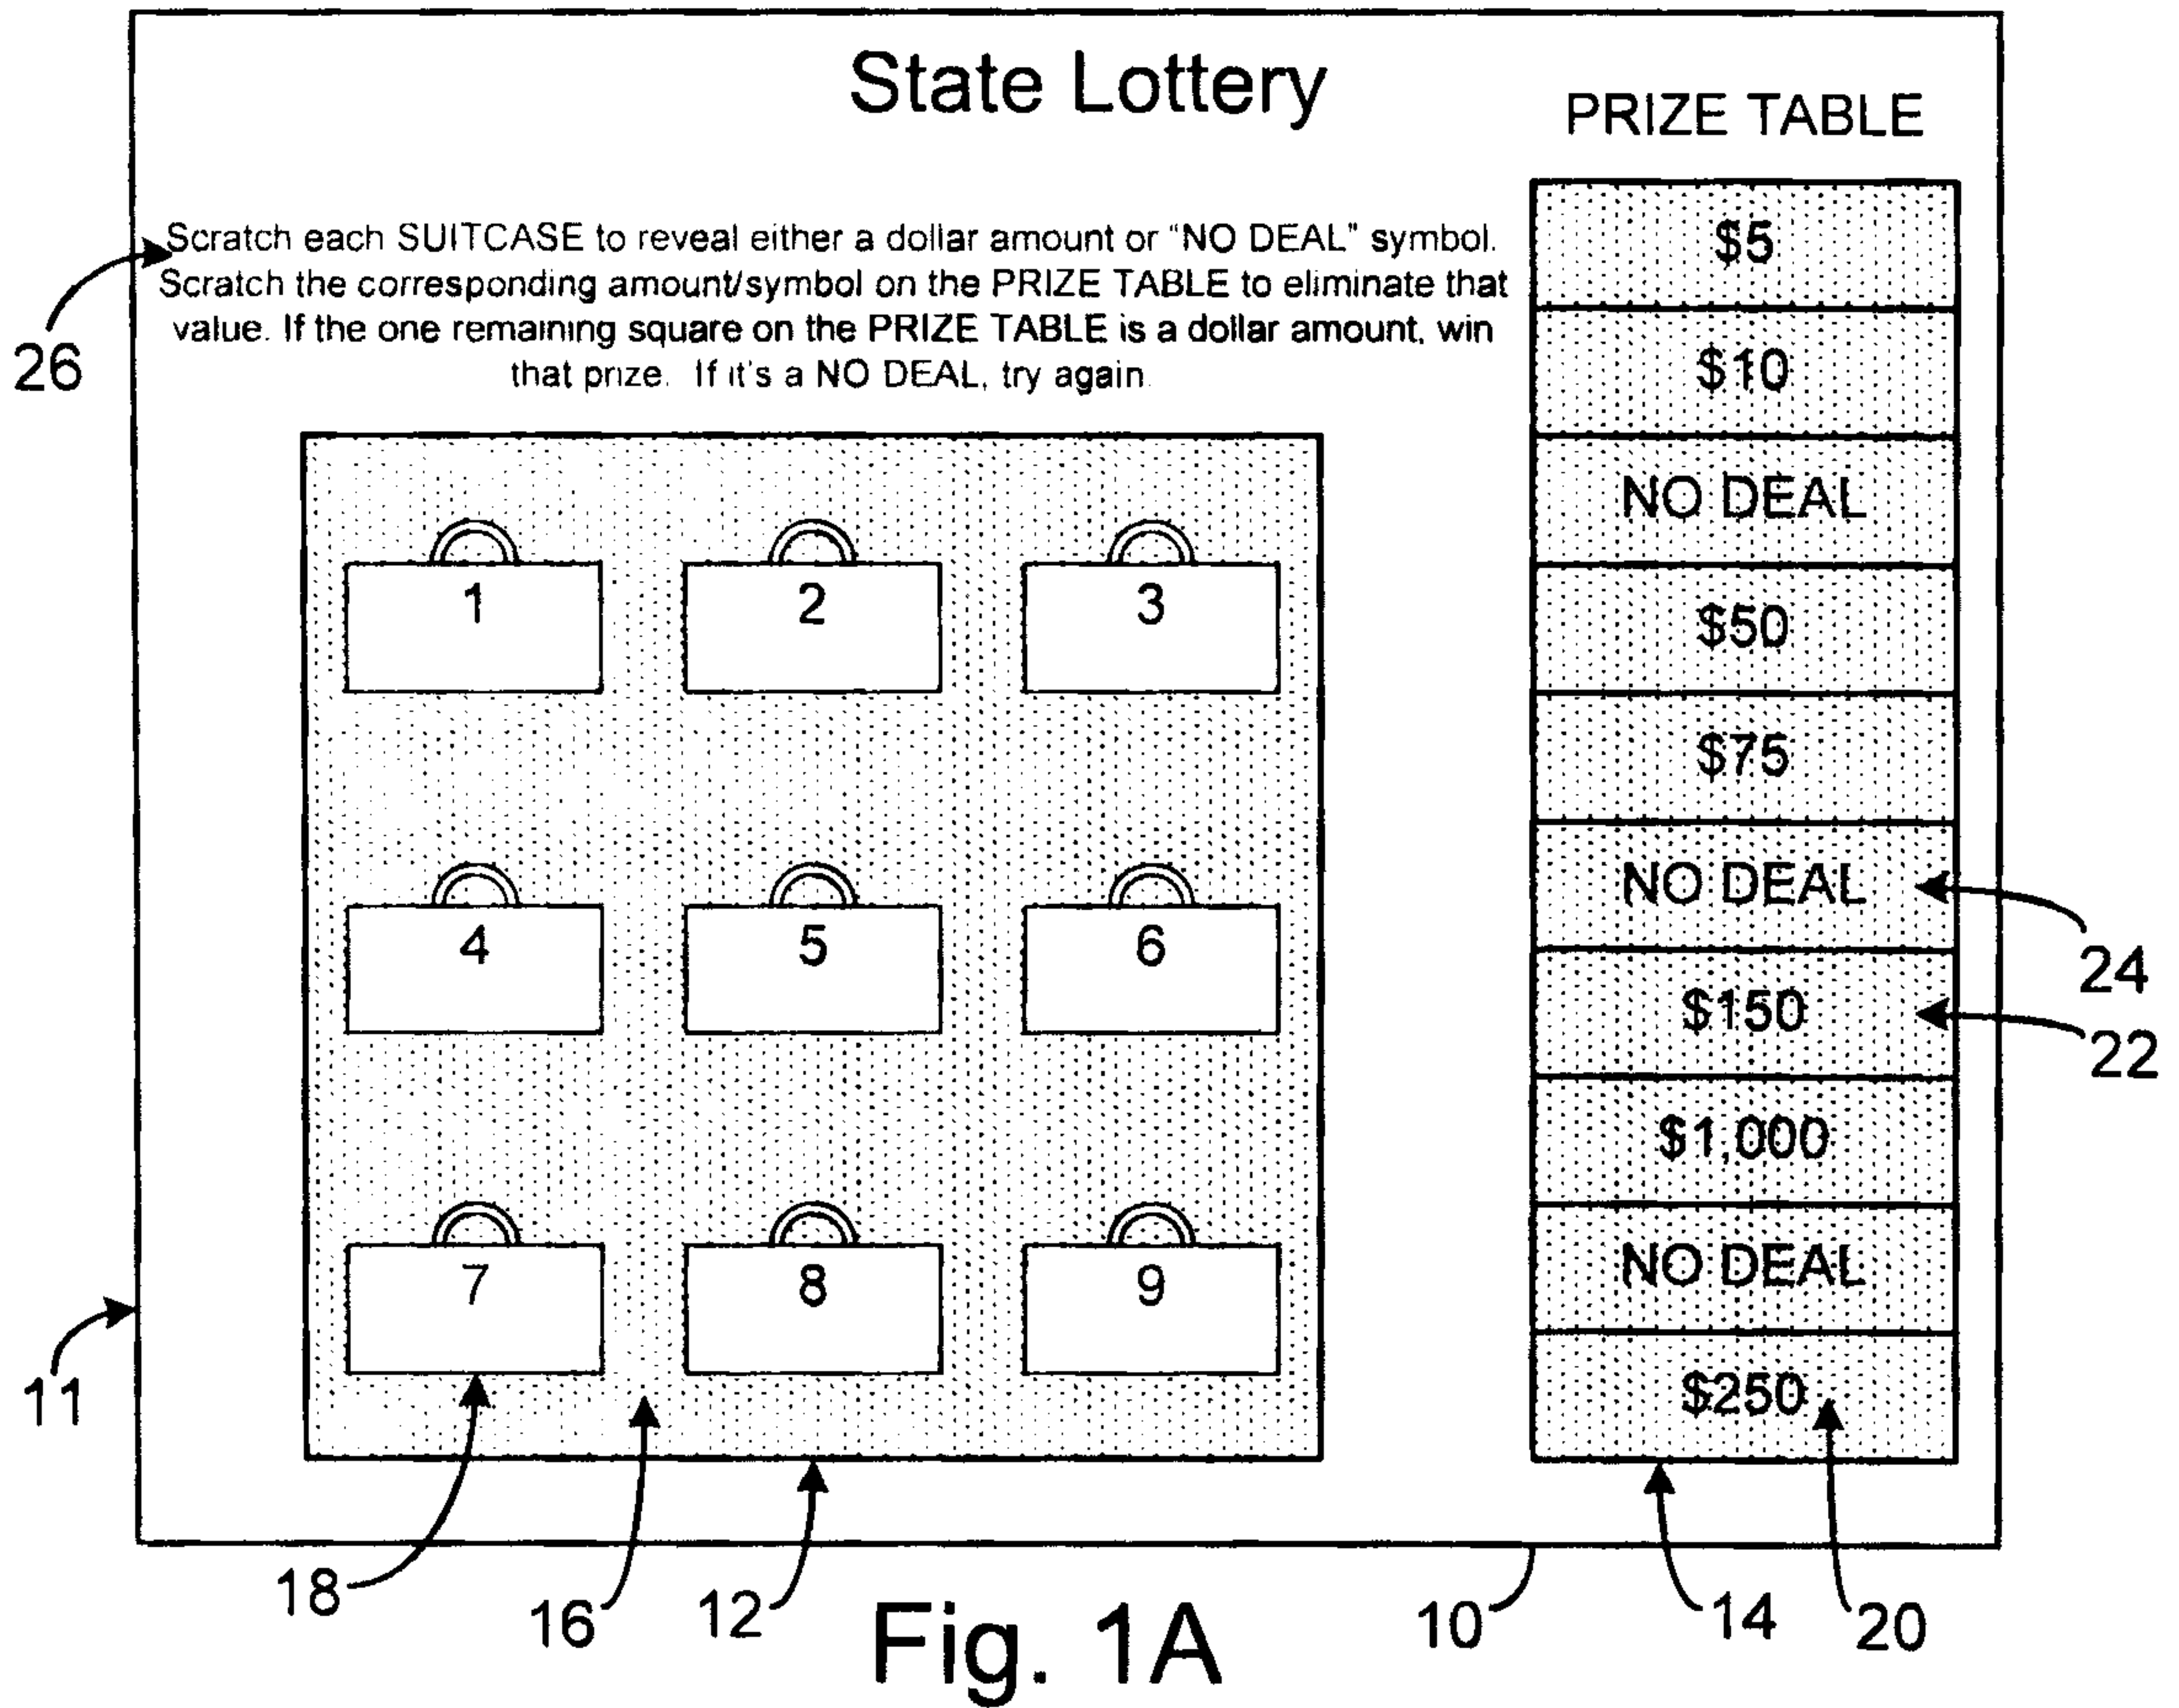 State Lottery
PRIZE TABLE
Scratch each SUITCASE to reveal either a dollar amount or “NO DEAL” symbol.
Scratch the corresponding amount/symbol on the PRIZE TABLE to eliminate that
value. If the one remaining square on the PRIZE TABLE is a dollar amount, win
that prize. If it's a NO DEAL, try again.
26
1
2
3
4
5
6
7
8
9
$5
$10
NO DEAL
$50
$75
NO DEAL
$150
$1,000
NO DEAL
$250
24
22
11
18
16
12
10
14
20
Fig. 1A